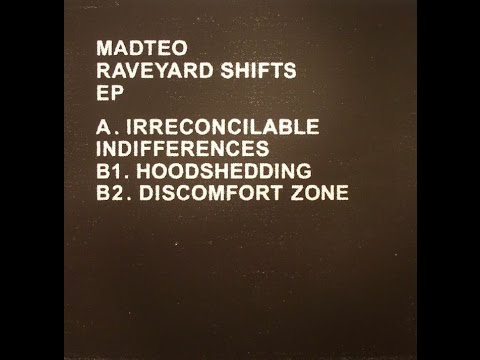 MADTEO
RAVEYARD SHIFTS
EP
A. IRRECONCILABLE
INDIFFERENCES
B1. HOODSHEDDING
B2. DISCOMFORT ZONE